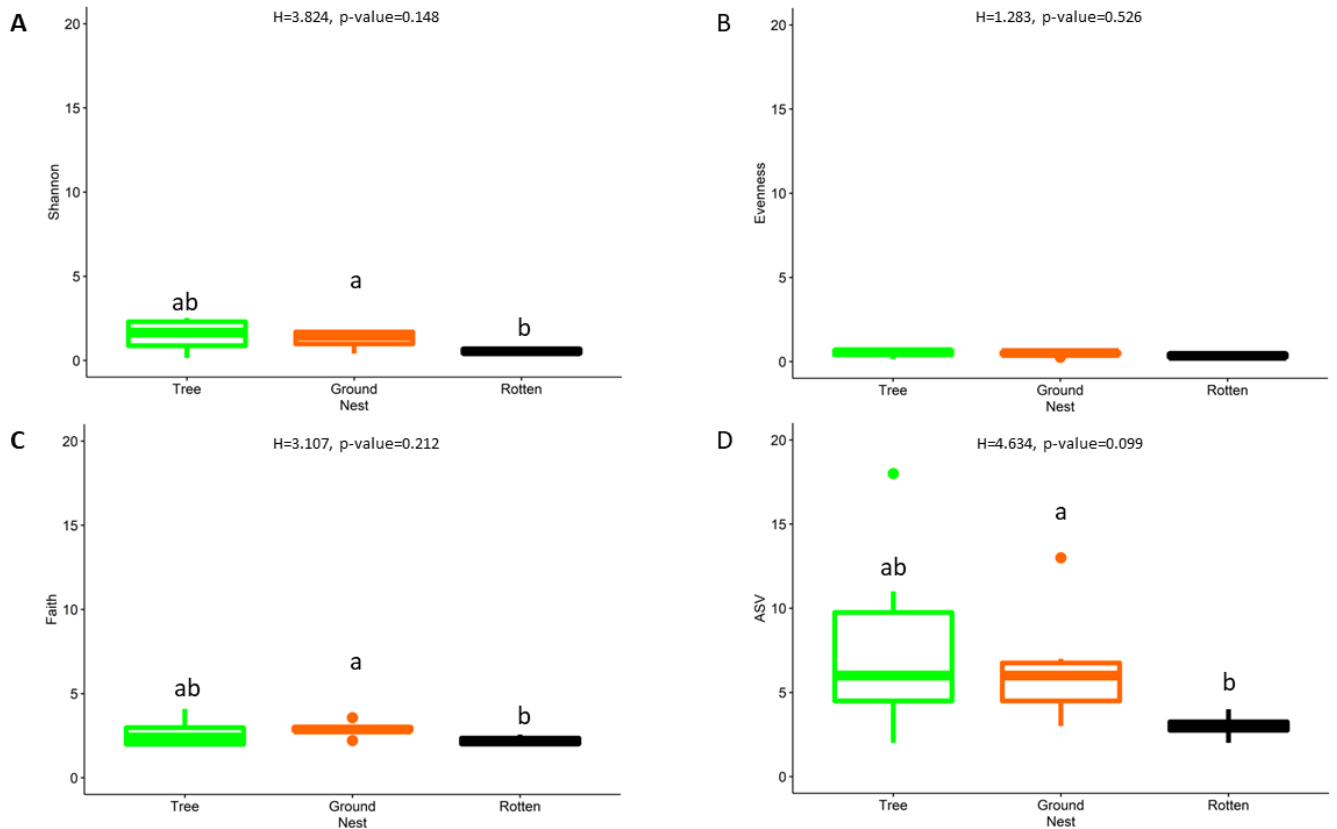 A
H=3.824, p-value=0.148
20
15
10
5
0
Shannon
ab
a
b
Tree Ground Rotten
Nest
B
H=1.283, p-value=0.526
20
15
10
5
0
Evenness
Tree Ground Rotten
Nest
C
H=3.107, p-value=0.212
20
15
10
5
0
Faith
ab
a
b
Tree Ground Rotten
Nest
D
H=4.634, p-value=0.099
20
15
10
5
0
ASV
ab
a
b
Tree Ground Rotten
Nest